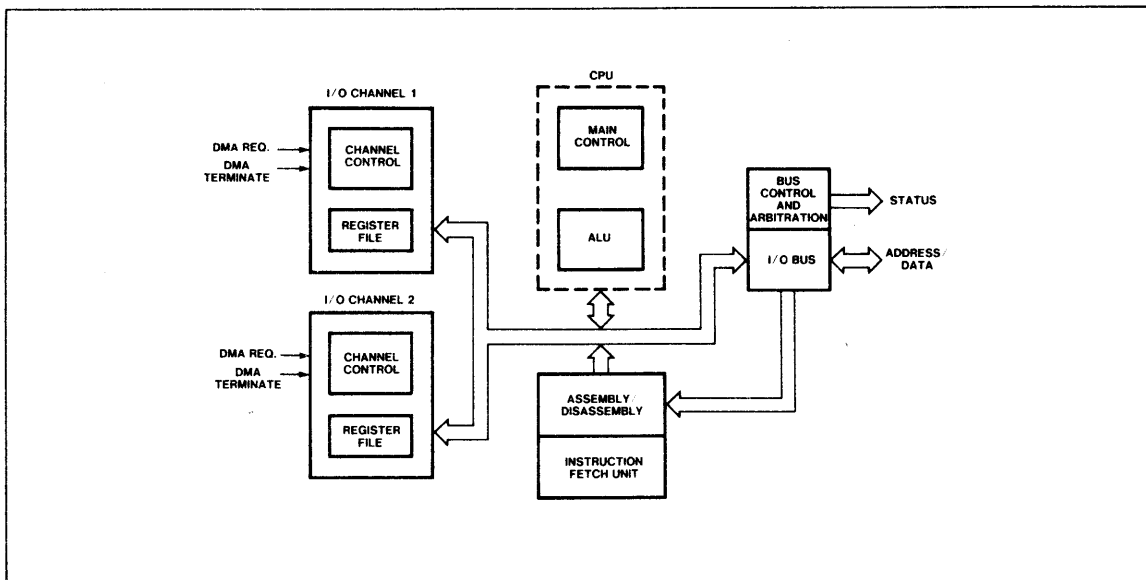 CPU
I/O CHANNEL 1
DMA REQ.
DMA
TERMINATE
CHANNEL
CONTROL
REGISTER
FILE
MAIN
CONTROL
ALU
BUS
CONTROL
AND
ARBITRATION
STATUS
I/O BUS
ADDRESS/
DATA
I/O CHANNEL 2
DMA REQ.
DMA
TERMINATE
CHANNEL
CONTROL
REGISTER
FILE
ASSEMBLY/
DISASSEMBLY
INSTRUCTION
FETCH UNIT